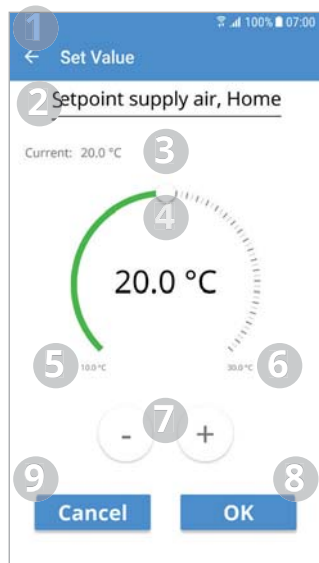 100% 07:00
1
← Set Value
2 Setpoint supply air, Home
Current: 20.0 °C 3
4
20.0 °C
5 10.0 °C 30.0 °C 6
- 7 +
9 8
Cancel OK